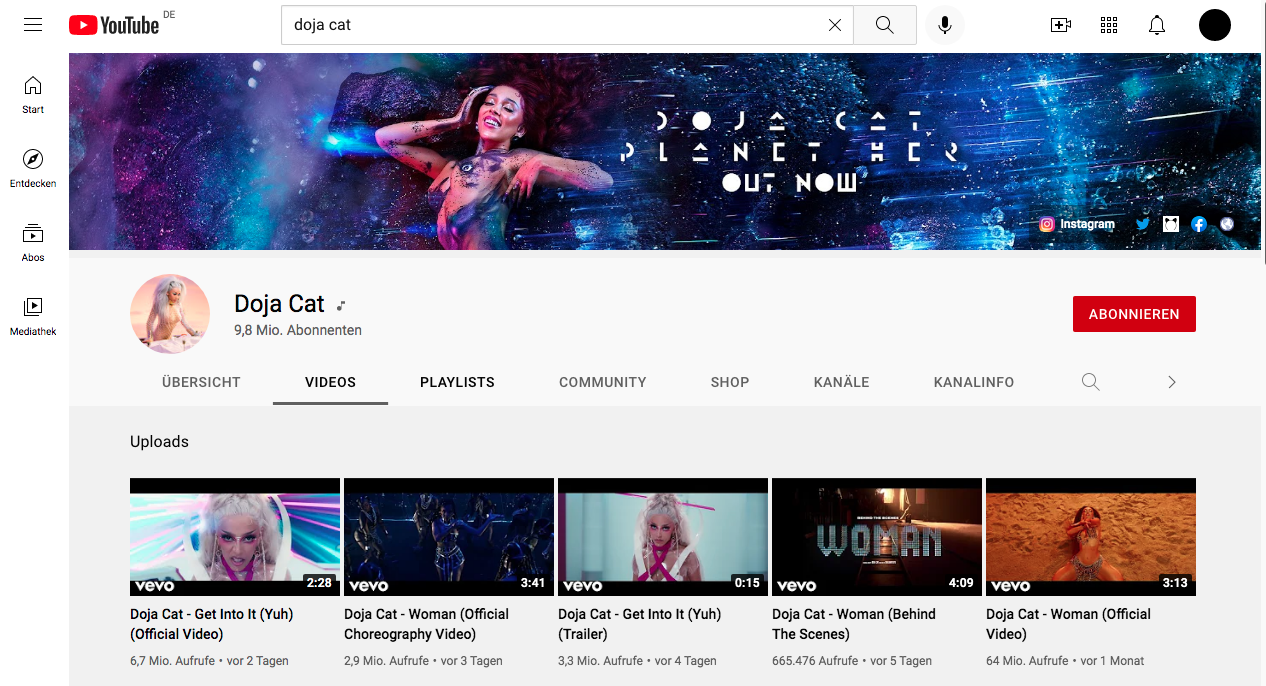 YouTube DE
doja cat
Start
Entdecken
Abos
Mediathek
DOJA CAT
PLANET HER
OUT NOW
Instagram
Doja Cat
9,8 Mio. Abonnenten
ABONNIEREN
ÜBERSICHT VIDEOS PLAYLISTS COMMUNITY SHOP KANÄLE KANALINFO
Uploads
BEHIND THE SCENES
WOMAN
vevo 2:28
vevo 3:41
vevo 0:15
vevo 4:09
vevo 3:13
Doja Cat - Get Into It (Yuh)
(Official Video)
6,7 Mio. Aufrufe • vor 2 Tagen
Doja Cat - Woman (Official
Choreography Video)
2,9 Mio. Aufrufe • vor 3 Tagen
Doja Cat - Get Into It (Yuh)
(Trailer)
3,3 Mio. Aufrufe • vor 4 Tagen
Doja Cat - Woman (Behind
The Scenes)
665.476 Aufrufe • vor 5 Tagen
Doja Cat - Woman (Official
Video)
64 Mio. Aufrufe • vor 1 Monat